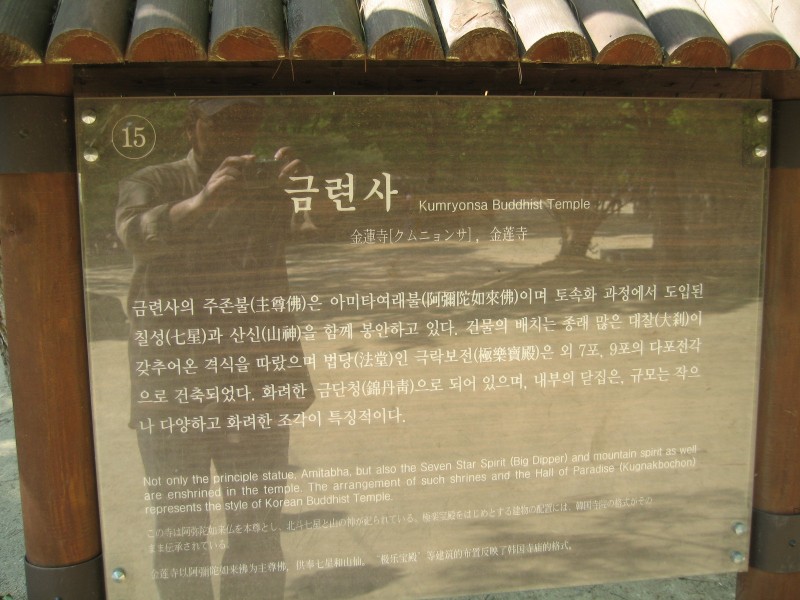 15
금련사 Kumryonsa Buddhist Temple
金蓮寺[クムニョンサ], 金莲寺
금련사의 주존불(主尊佛)은 아미타여래불(阿彌陀如來佛)이며 토속화 과정에서 도입된
칠성(七星)과 산신(山神)을 함께 봉안하고 있다. 건물의 배치는 종래 많은 대찰(大刹)이
갖추어온 격식을 따랐으며 법당(法堂)인 극락보전(極樂寶殿)은 외 7포, 9포의 다포전각
으로 건축되었다. 화려한 금단청(錦丹靑)으로 되어 있으며, 내부의 닫집은, 규모는 작으
나 다양하고 화려한 조각이 특징적이다.
Not only the principle statue, Amitabha, but also the Seven Star Spirit (Big Dipper) and mountain spirit as well
are enshrined in the temple. The arrangement of such shrines and the Hall of Paradise (Kugnakbochon)
represents the style of Korean Buddhist Temple.
この寺は阿弥陀如来仏を本尊とし、北斗七星と山の神が祀られている。極楽宝殿をはじめとする建物の配置には、韓国寺院の様式がその
まま伝承されている。
金莲寺以阿弥陀如来佛为主尊佛，供奉七星和山仙，‘极乐宝殿’等建筑的布置反映了韩国寺庙的格式。